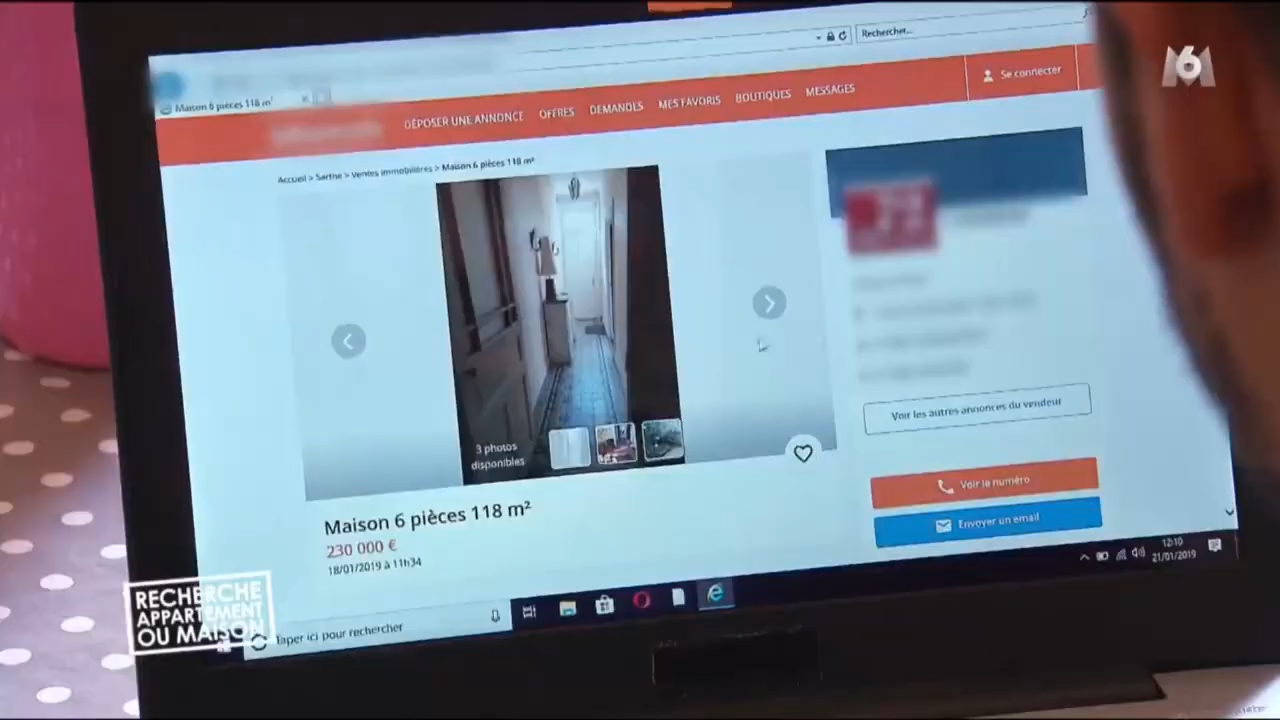 Rechercher...
Maison 6 pièces 118 m²
M6
DÉPOSER UNE ANNONCE OFFRES DEMANDES MES FAVORIS BOUTIQUES MESSAGES
Se connecter
Accueil > Sarthe > Ventes immobilières > Maison 6 pièces 118 m²
3 photos
disponibles
Voir les autres annonces du vendeur
Voir le numéro
Envoyer un email
Maison 6 pièces 118 m²
230 000 €
18/01/2019 à 11h34
12:10
21/01/2019
Taper ici pour rechercher
RECHERCHE
APPARTEMENT
OU MAISON